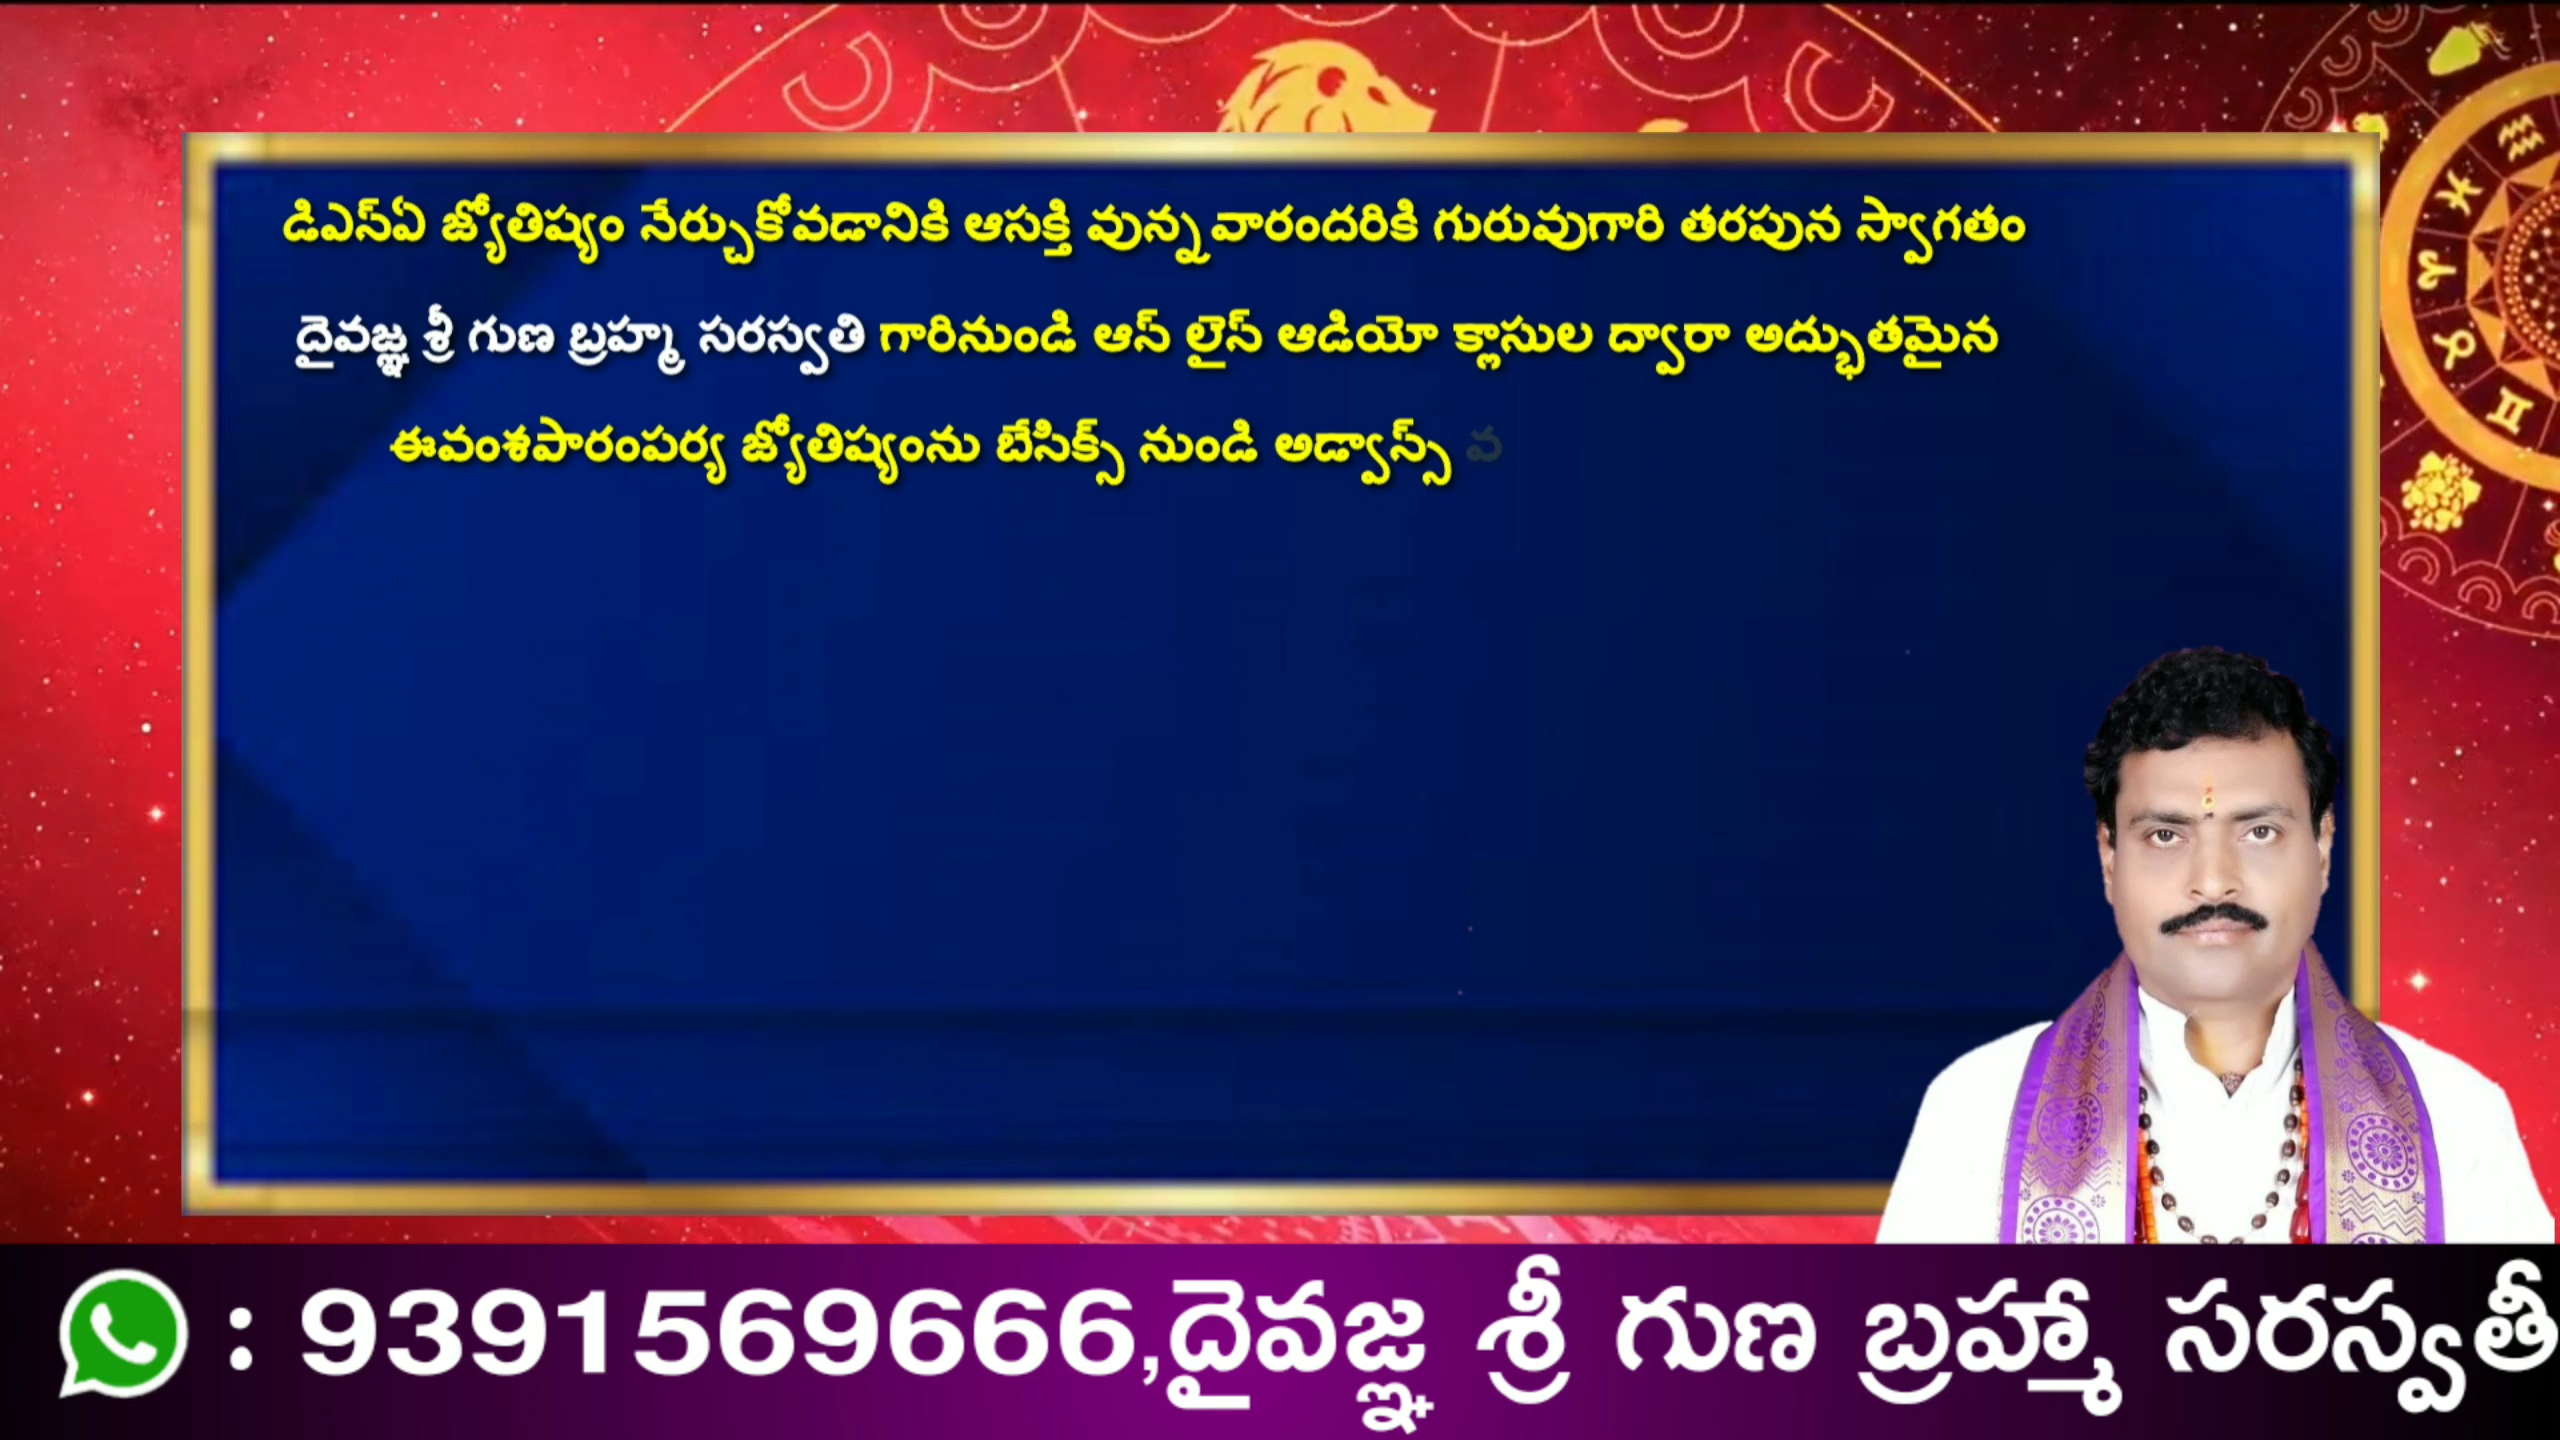 డిఎన్ఏ జ్యోతిష్యం నేర్చుకోవడానికి ఆసక్తి వున్నవారందరికి గురువుగారి తరపున స్వాగతం
దైవజ్ఞ శ్రీ గుణ బ్రహ్మ సరస్వతి గారినుండి ఆన్ లైన్ ఆడియో క్లాసుల ద్వారా అద్భుతమైన
ఈవంశపారంపర్య జ్యోతిష్యంను బేసిక్స్ నుండి అడ్వాన్స్ వ
: 9391569666,దైవజ్ఞ శ్రీ గుణ బ్రహ్మా సరస్వతీ